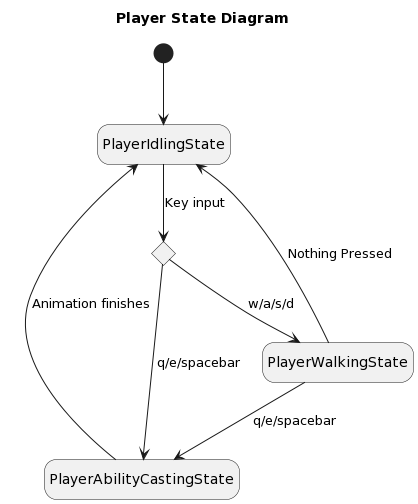 Player State Diagram
PlayerIdlingState
Key input
Nothing Pressed
Animation finishes
w/a/s/d
q/e/spacebar
PlayerWalkingState
q/e/spacebar
PlayerAbilityCastingState